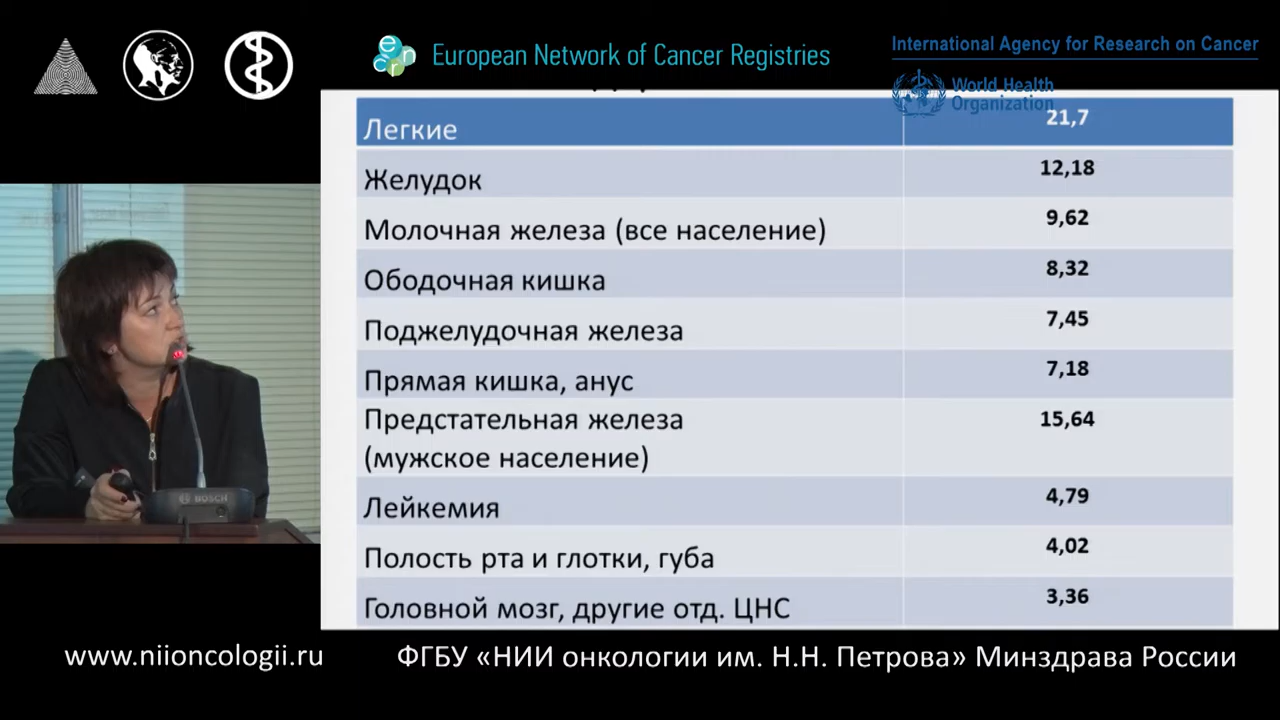 European Network of Cancer Registries
International Agency for Research on Cancer
World Health
Organization
Легкие 21,7
Желудок 12,18
Молочная железа (все население) 9,62
Ободочная кишка 8,32
Поджелудочная железа 7,45
Прямая кишка, анус 7,18
Предстательная железа 15,64
(мужское население)
Лейкемия 4,79
Полость рта и глотки, губа 4,02
Головной мозг, другие отд. ЦНС 3,36
BOSCH
www.niioncologii.ru
ФГБУ «НИИ онкологии им. Н.Н. Петрова» Минздрава России